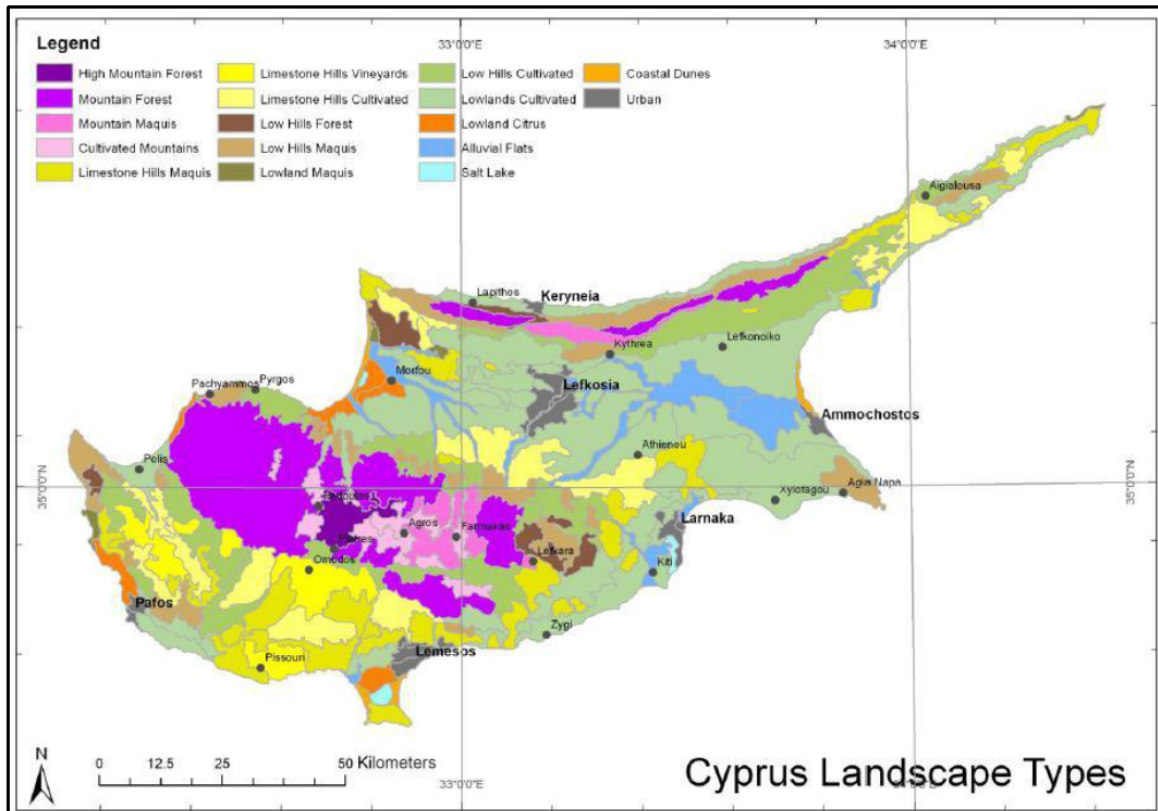 33°0'0"E
34°0'0"E
Legend
High Mountain Forest
Mountain Forest
Mountain Maquis
Cultivated Mountains
Limestone Hills Maquis
Limestone Hills Vineyards
Limestone Hills Cultivated
Low Hills Forest
Low Hills Maquis
Lowland Maquis
Low Hills Cultivated
Lowlands Cultivated
Lowland Citrus
Alluvial Flats
Salt Lake
Coastal Dunes
Urban
Aigialousa
Lapithos
Keryneia
Kythrea
Lefkonoiko
Morfou
Pachyammos
Pyrgos
Lefkosia
Ammochostos
Athienou
Polis
35°0'0"N
35°0'0"N
Xylofagou
Agia Napa
Agros
Farmakas
Larnaka
Platres
Lefkara
Omodos
Kiti
Pafos
Zygi
Lemesos
Pissouri
N
0 12.5 25 50 Kilometers
33°0'0"E
Cyprus Landscape Types